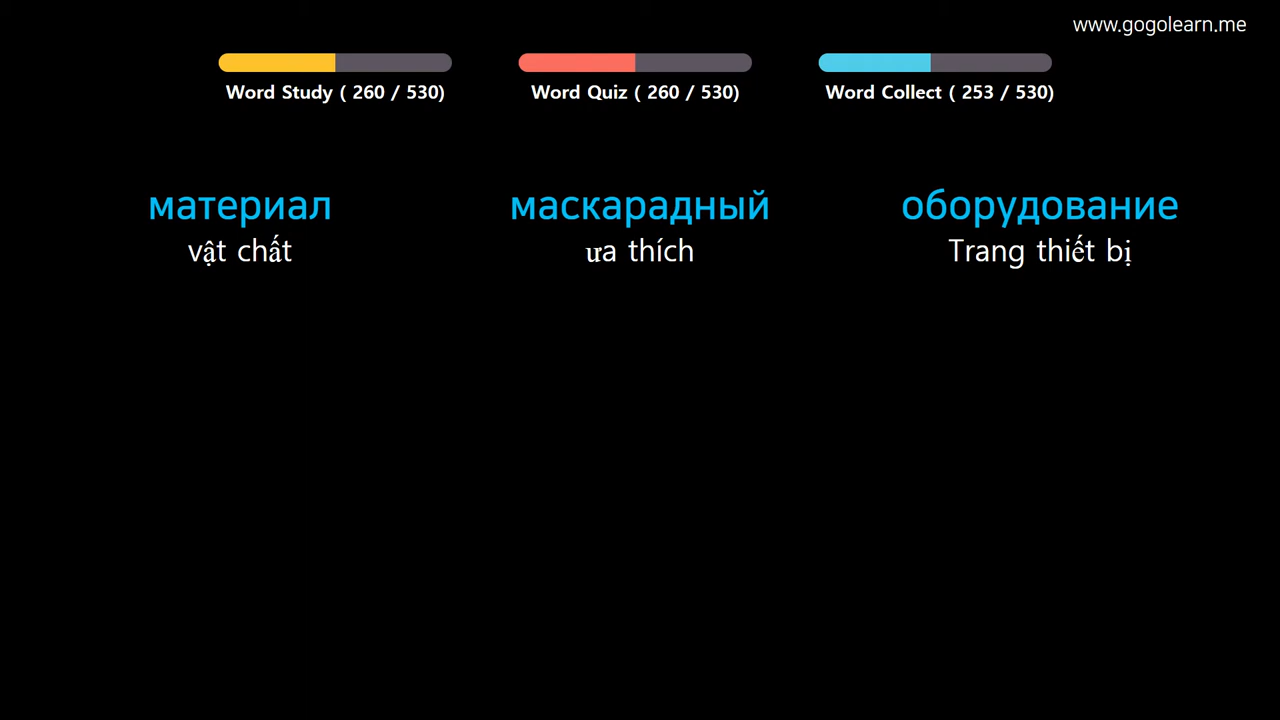 www.gogolearn.me
Word Study ( 260 / 530)
Word Quiz ( 260 / 530)
Word Collect ( 253 / 530)
материал
маскарадный
оборудование
vật chất
ưa thích
Trang thiết bị